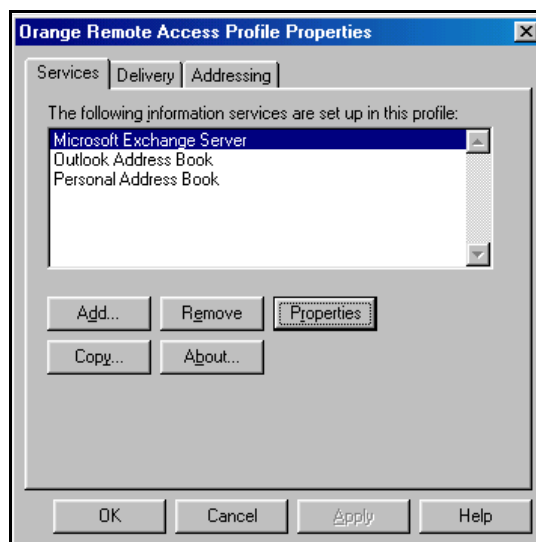 Orange Remote Access Profile Properties
Services Delivery Addressing
The following information services are set up in this profile:
Microsoft Exchange Server
Outlook Address Book
Personal Address Book
Add... Remove Properties
Copy... About...
OK Cancel Apply Help